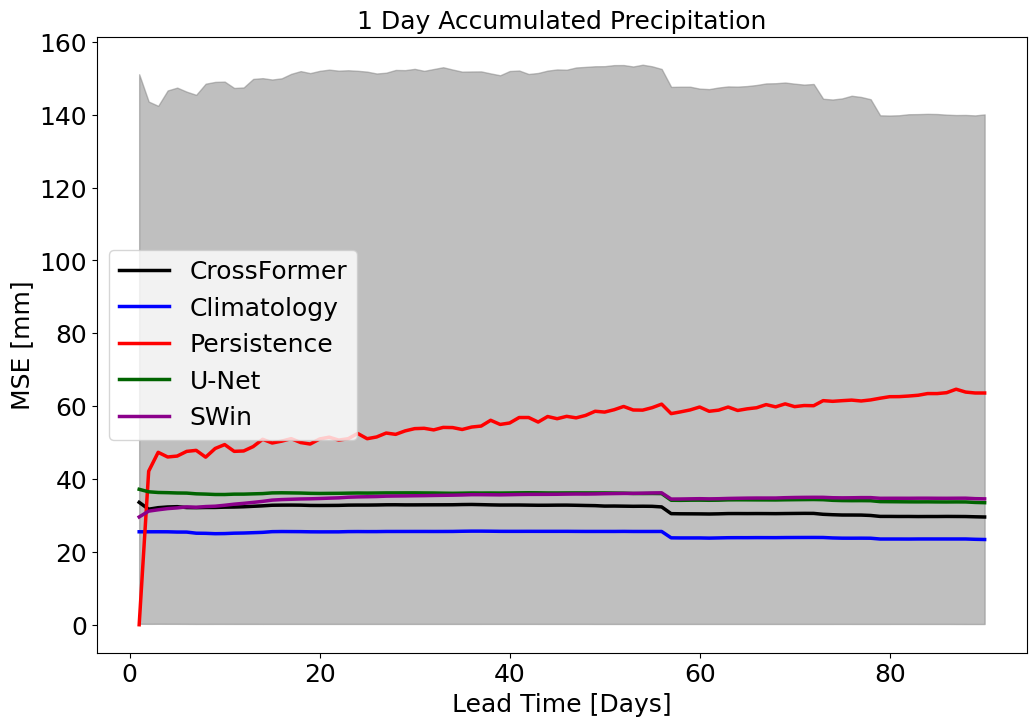 1 Day Accumulated Precipitation
MSE [mm]
160
140
120
100
80
60
40
20
0
CrossFormer
Climatology
Persistence
U-Net
SWin
0 20 40 60 80
Lead Time [Days]